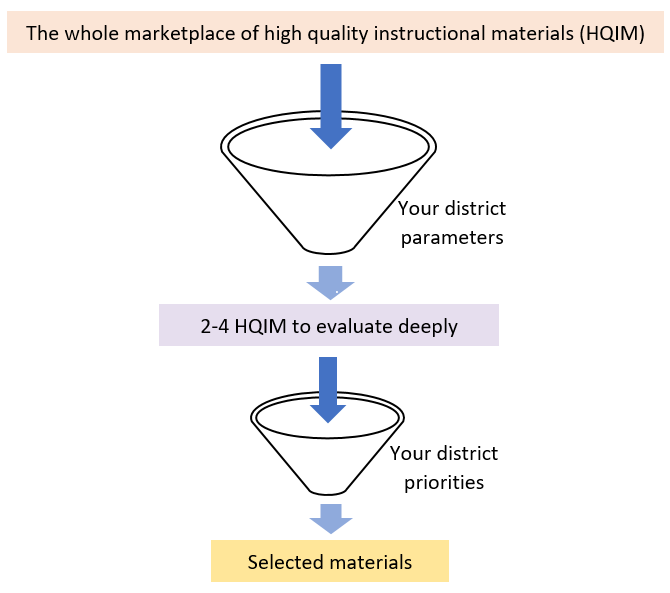 The whole marketplace of high quality instructional materials (HQIM)
Your district
parameters
2-4 HQIM to evaluate deeply
Your district
priorities
Selected materials